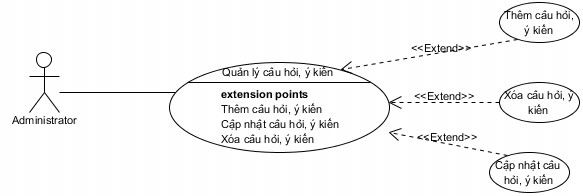 Thêm câu hỏi,
ý kiến
<<Extend>>
Quản lý câu hỏi, ý kiến
extension points
Thêm câu hỏi, ý kiến
Cập nhật câu hỏi, ý kiến
Xóa câu hỏi, ý kiến
Administrator
<<Extend>>
Xóa câu hỏi, ý
kiến
<<Extend>>
Cập nhật câu
hỏi, ý kiến